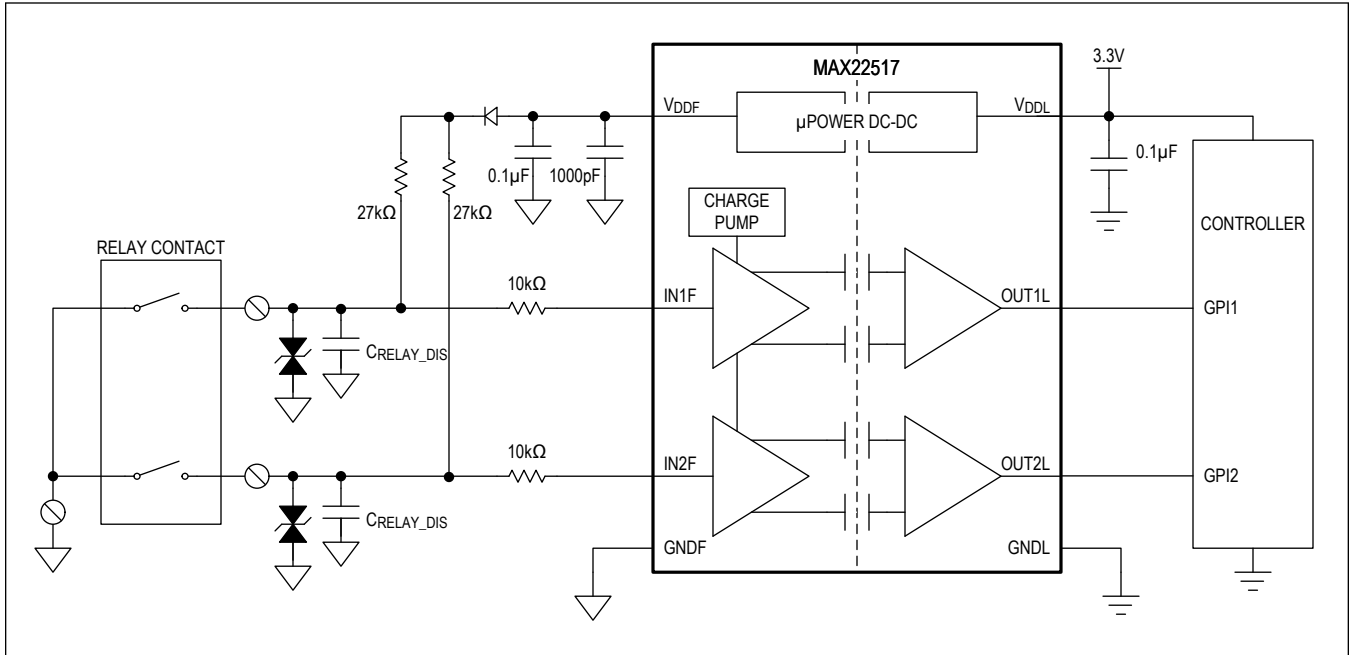 MAX22517
3.3V
VDDF
µPOWER DC-DC
VDDL
0.1µF
1000pF
0.1µF
27kΩ
27kΩ
CHARGE
PUMP
CONTROLLER
RELAY CONTACT
10kΩ
IN1F
OUT1L
GPI1
CRELAY_DIS
10kΩ
IN2F
OUT2L
GPI2
CRELAY_DIS
GNDF
GNDL